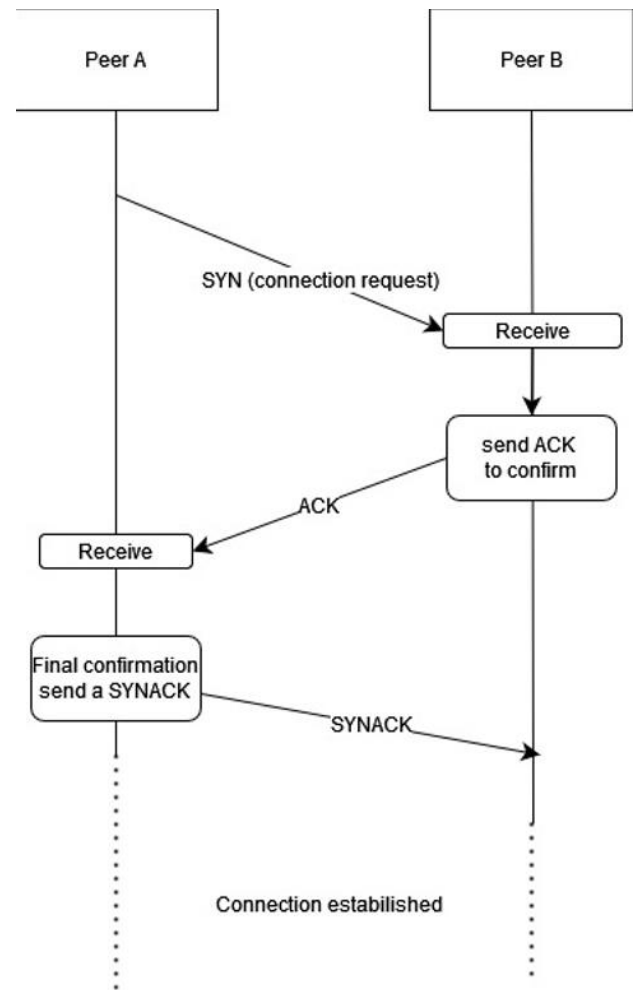 Peer A
Peer B
SYN (connection request)
Receive
send ACK
to confirm
ACK
Receive
Final confirmation
send a SYNACK
SYNACK
Connection estabilished